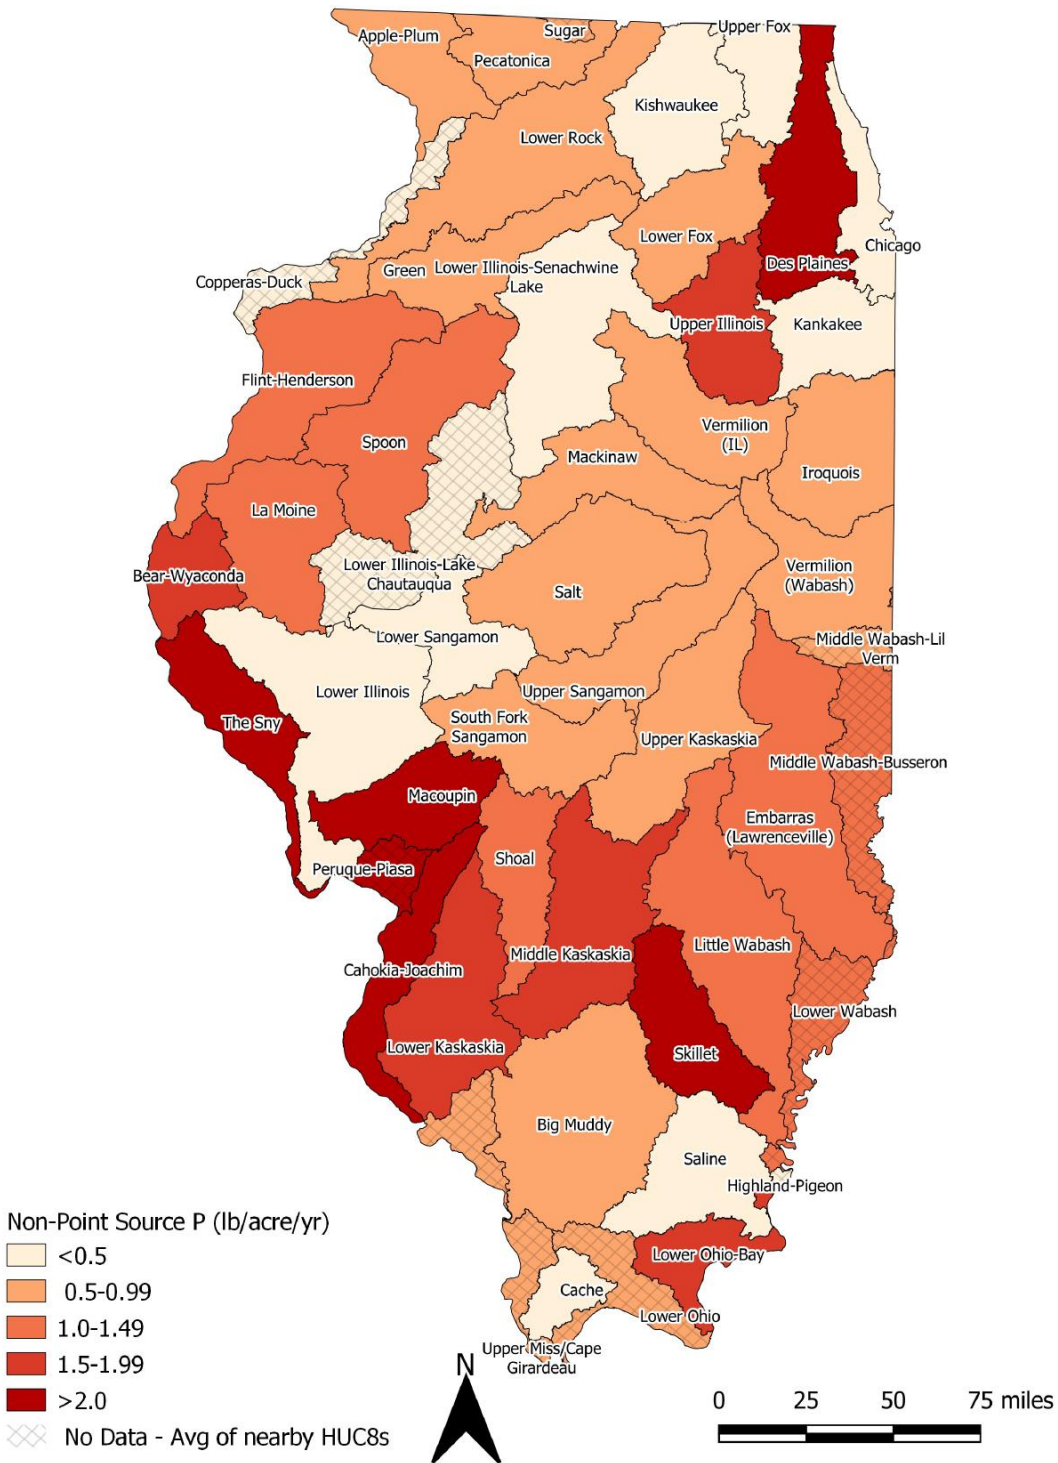 Upper Fox
Sugar
Apple-Plum
Pecatonica
Kishwaukee
Lower Rock
Lower Fox
Chicago
Des Plaines
Green
Lower Illinois-Senachwine
Lake
Copperas-Duck
Upper Illinois
Kankakee
Flint-Henderson
Vermilion
(IL)
Spoon
Mackinaw
Iroquois
La Moine
Lower Illinois-Lake
Chautauqua
Bear-Wyaconda
Vermilion
(Wabash)
Salt
Lower Sangamon
Middle Wabash-Lil
Verm
Lower Illinois
Upper Sangamon
The Sny
South Fork
Sangamon
Upper Kaskaskia
Middle Wabash-Busseron
Macoupin
Embarras
(Lawrenceville)
Shoal
Peruque-Piasa
Little Wabash
Middle Kaskaskia
Cahokia-Joachim
Lower Wabash
Lower Kaskaskia
Skillet
Big Muddy
Saline
Highland-Pigeon
Lower Ohio-Bay
Cache
Lower Ohio
Upper Miss/Cape
Girardeau
Non-Point Source P (lb/acre/yr)
<0.5
0.5-0.99
1.0-1.49
1.5-1.99
>2.0
No Data - Avg of nearby HUC8s
N
0 25 50 75 miles